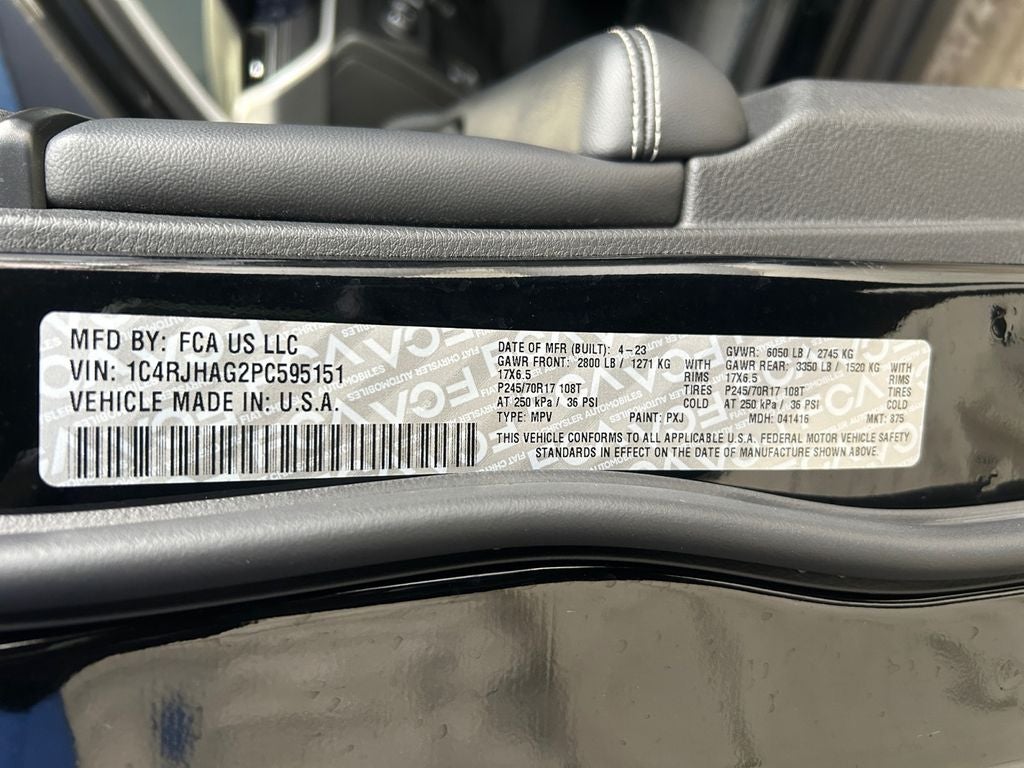 MFD BY: FCA US LLC
VIN: 1C4RJHAG2PC595151
VEHICLE MADE IN: U.S.A.
DATE OF MFR (BUILT): 4-23 GVWR: 6050 LB / 2745 KG
GAWR FRONT: 2800 LB / 1271 KG WITH GAWR REAR: 3350 LB / 1520 KG WITH
17X6.5 RIMS 17X6.5 RIMS
P245/70R17 108T TIRES P245/70R17 108T TIRES
AT 250 kPa / 36 PSI COLD AT 250 kPa / 36 PSI COLD
TYPE: MPV PAINT: PXJ MDH: 041416 MKT: 875
THIS VEHICLE CONFORMS TO ALL APPLICABLE U.S.A. FEDERAL MOTOR VEHICLE SAFETY
STANDARDS IN EFFECT ON THE DATE OF MANUFACTURE SHOWN ABOVE.